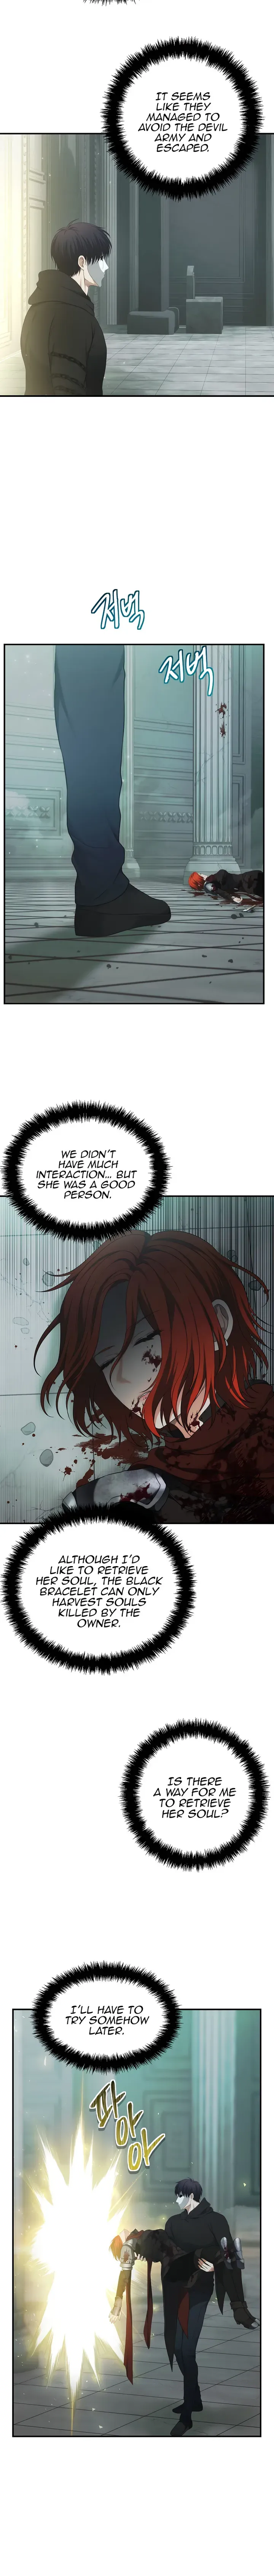 IT SEEMS
LIKE THEY
MANAGED TO
AVOID THE DEVIL
ARMY AND
ESCAPED.
저벅
저벅
WE DIDN'T
HAVE MUCH
INTERACTION... BUT
SHE WAS A GOOD
PERSON.
ALTHOUGH I'D
LIKE TO RETRIEVE
HER SOUL, THE BLACK
BRACELET CAN ONLY
HARVEST SOULS
KILLED BY THE
OWNER.
IS THERE
A WAY FOR ME
TO RETRIEVE
HER SOUL?
I'LL HAVE TO
TRY SOMEHOW
LATER.
파
아
아